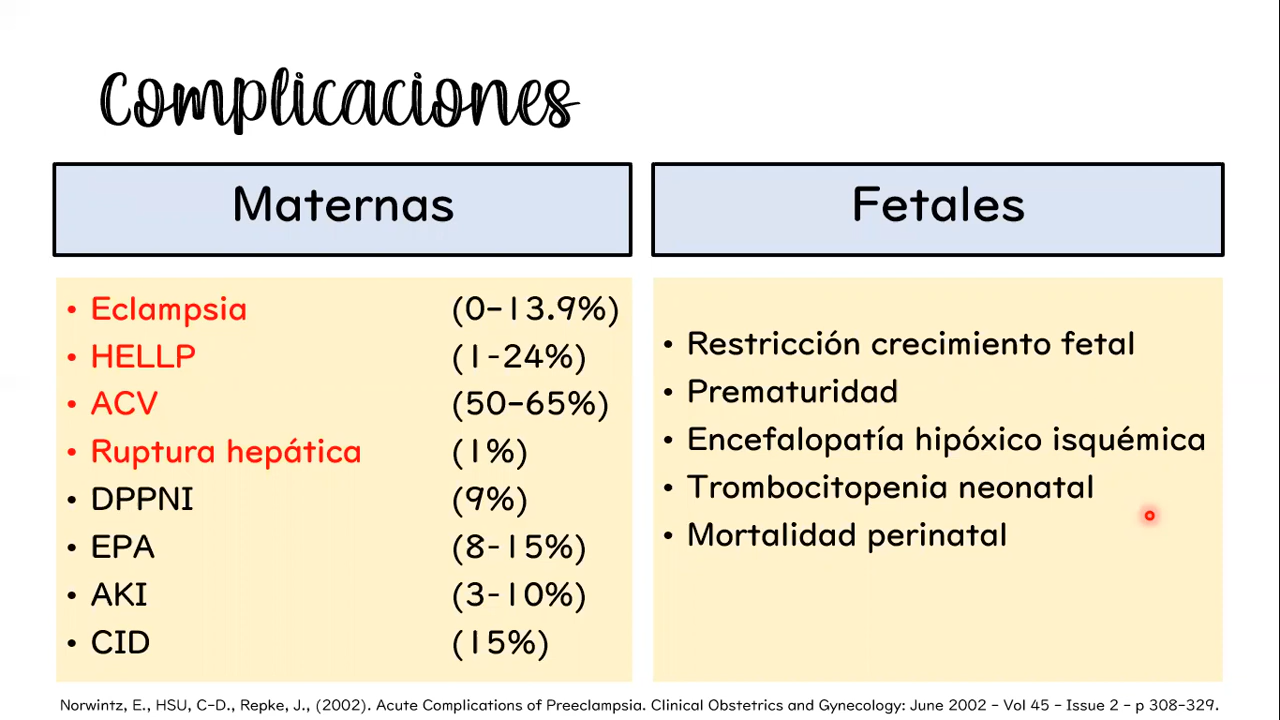 Complicaciones
Maternas
• Eclampsia (0-13.9%)
• HELLP (1-24%)
• ACV (50-65%)
• Ruptura hepática (1%)
• DPPNI (9%)
• EPA (8-15%)
• AKI (3-10%)
• CID (15%)
Fetales
• Restricción crecimiento fetal
• Prematuridad
• Encefalopatía hipóxico isquémica
• Trombocitopenia neonatal
• Mortalidad perinatal
Norwintz, E., HSU, C-D., Repke, J., (2002). Acute Complications of Preeclampsia. Clinical Obstetrics and Gynecology: June 2002 - Vol 45 - Issue 2 - p 308-329.